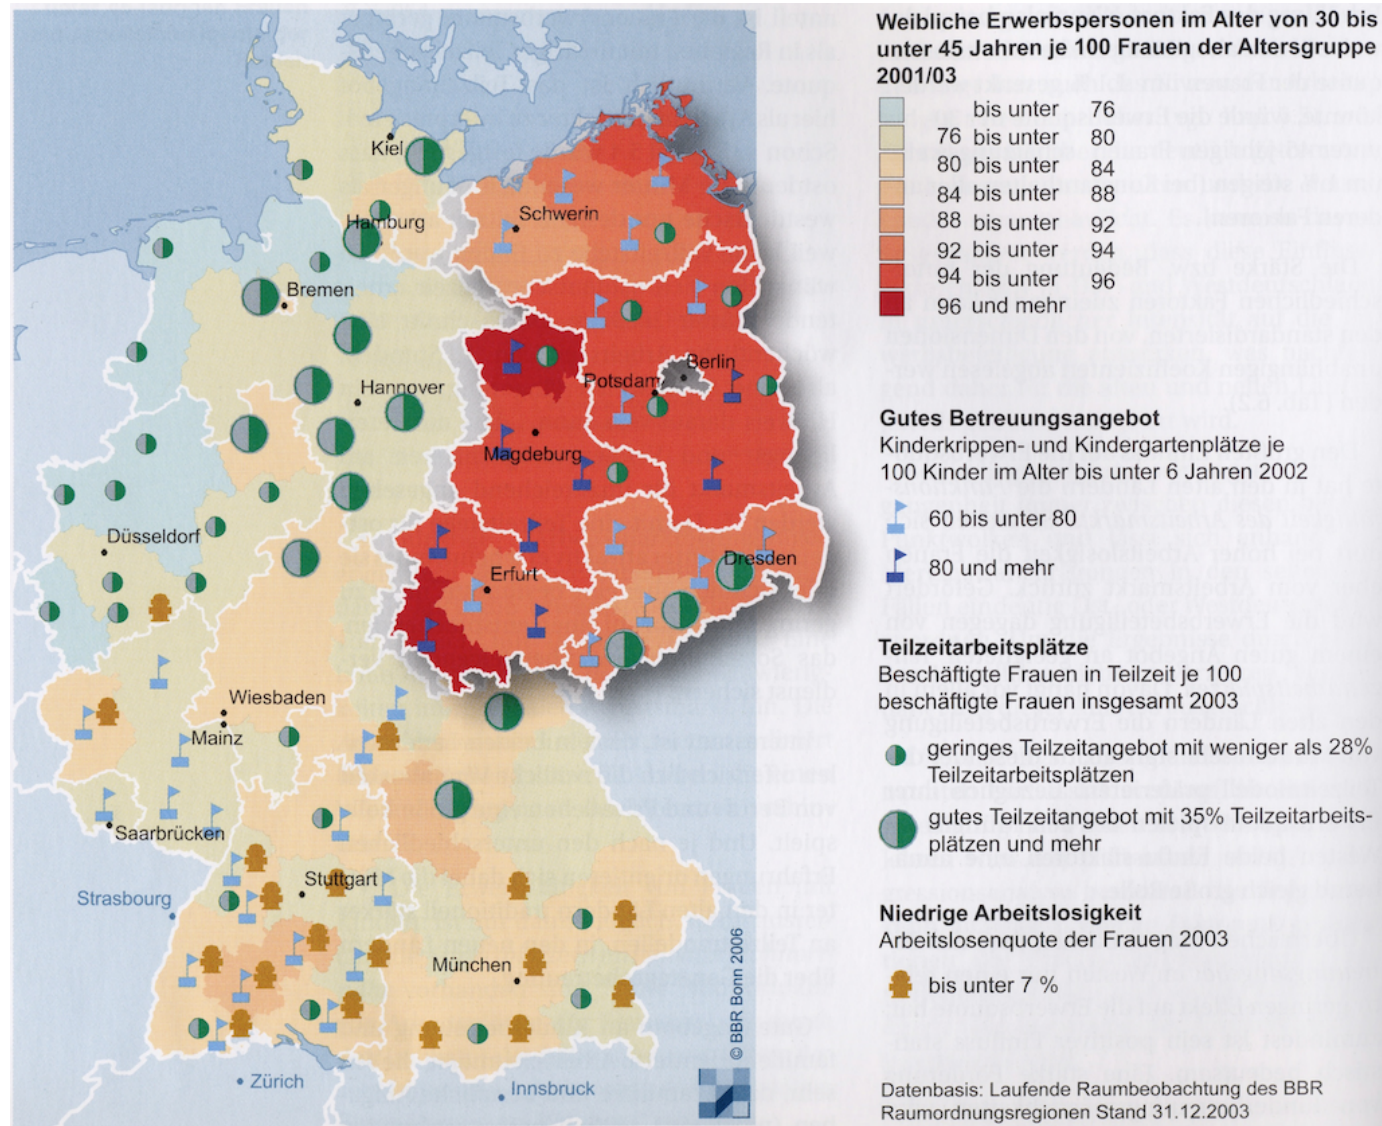 Weibliche Erwerbspersonen im Alter von 30 bis
unter 45 Jahren je 100 Frauen der Altersgruppe
2001/03
bis unter 76
76 bis unter 80
80 bis unter 84
84 bis unter 88
88 bis unter 92
92 bis unter 94
94 bis unter 96
96 und mehr
Gutes Betreuungsangebot
Kinderkrippen- und Kindergartenplätze je
100 Kinder im Alter bis unter 6 Jahren 2002
60 bis unter 80
80 und mehr
Teilzeitarbeitsplätze
Beschäftigte Frauen in Teilzeit je 100
beschäftigte Frauen insgesamt 2003
geringes Teilzeitangebot mit weniger als 28%
Teilzeitarbeitsplätzen
gutes Teilzeitangebot mit 35% Teilzeitarbeits-
plätzen und mehr
Niedrige Arbeitslosigkeit
Arbeitslosenquote der Frauen 2003
bis unter 7 %
Datenbasis: Laufende Raumbeobachtung des BBR
Raumordnungsregionen Stand 31.12.2003
Kiel
Hamburg
Schwerin
Bremen
Hannover
Potsdam
Berlin
Magdeburg
Düsseldorf
Erfurt
Dresden
Wiesbaden
Mainz
Saarbrücken
Stuttgart
Strasbourg
München
Zürich
Innsbruck
© BBR Bonn 2006